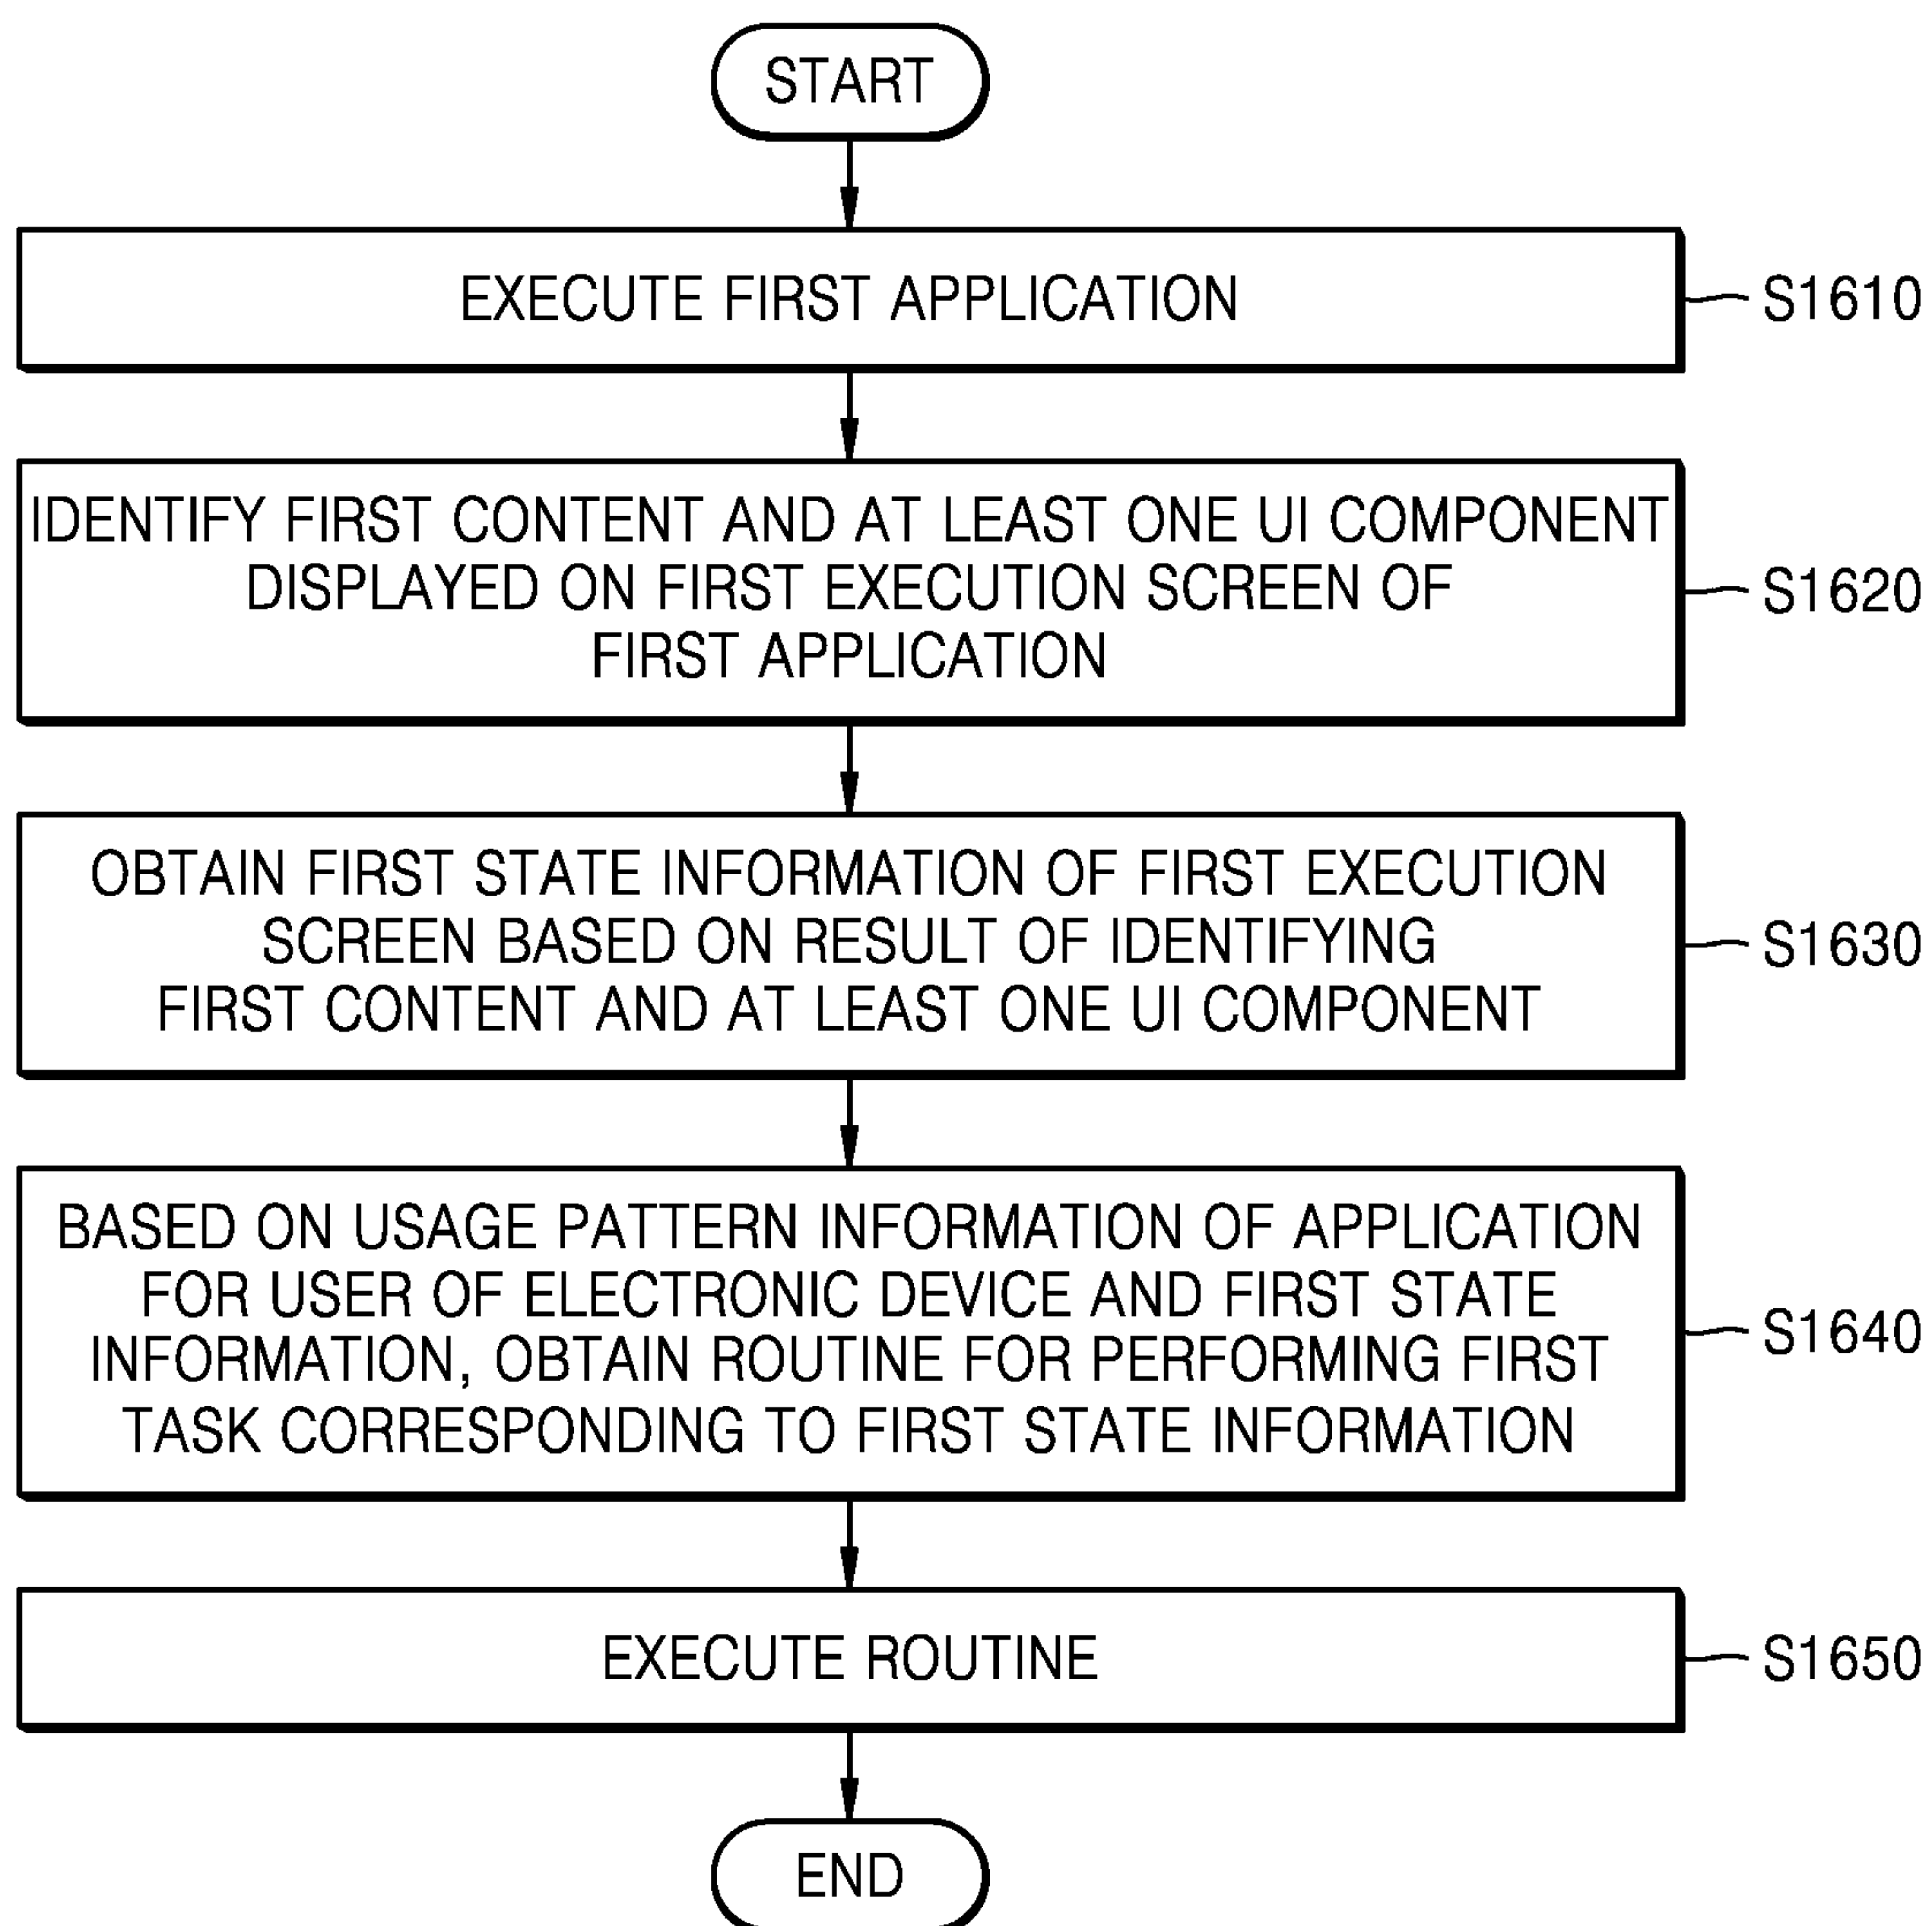 START
EXECUTE FIRST APPLICATION
S1610
IDENTIFY FIRST CONTENT AND AT LEAST ONE UI COMPONENT
DISPLAYED ON FIRST EXECUTION SCREEN OF
FIRST APPLICATION
S1620
OBTAIN FIRST STATE INFORMATION OF FIRST EXECUTION
SCREEN BASED ON RESULT OF IDENTIFYING
FIRST CONTENT AND AT LEAST ONE UI COMPONENT
S1630
BASED ON USAGE PATTERN INFORMATION OF APPLICATION
FOR USER OF ELECTRONIC DEVICE AND FIRST STATE
INFORMATION, OBTAIN ROUTINE FOR PERFORMING FIRST
TASK CORRESPONDING TO FIRST STATE INFORMATION
S1640
EXECUTE ROUTINE
S1650
END